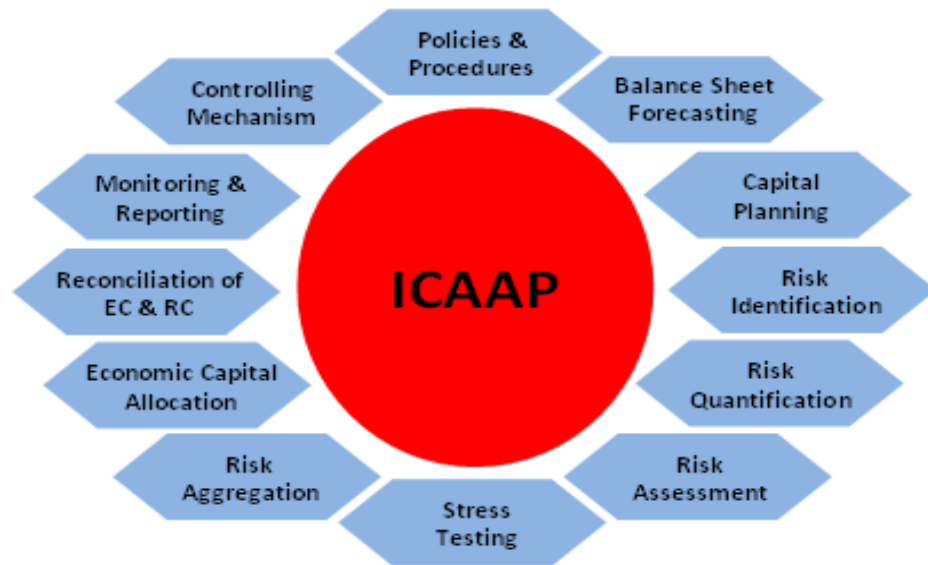 Policies &
Procedures
Balance Sheet
Forecasting
Capital
Planning
Risk
Identification
Risk
Quantification
Risk
Assessment
Stress
Testing
Risk
Aggregation
Economic Capital
Allocation
Reconciliation of
EC & RC
Monitoring &
Reporting
Controlling
Mechanism
ICAAP